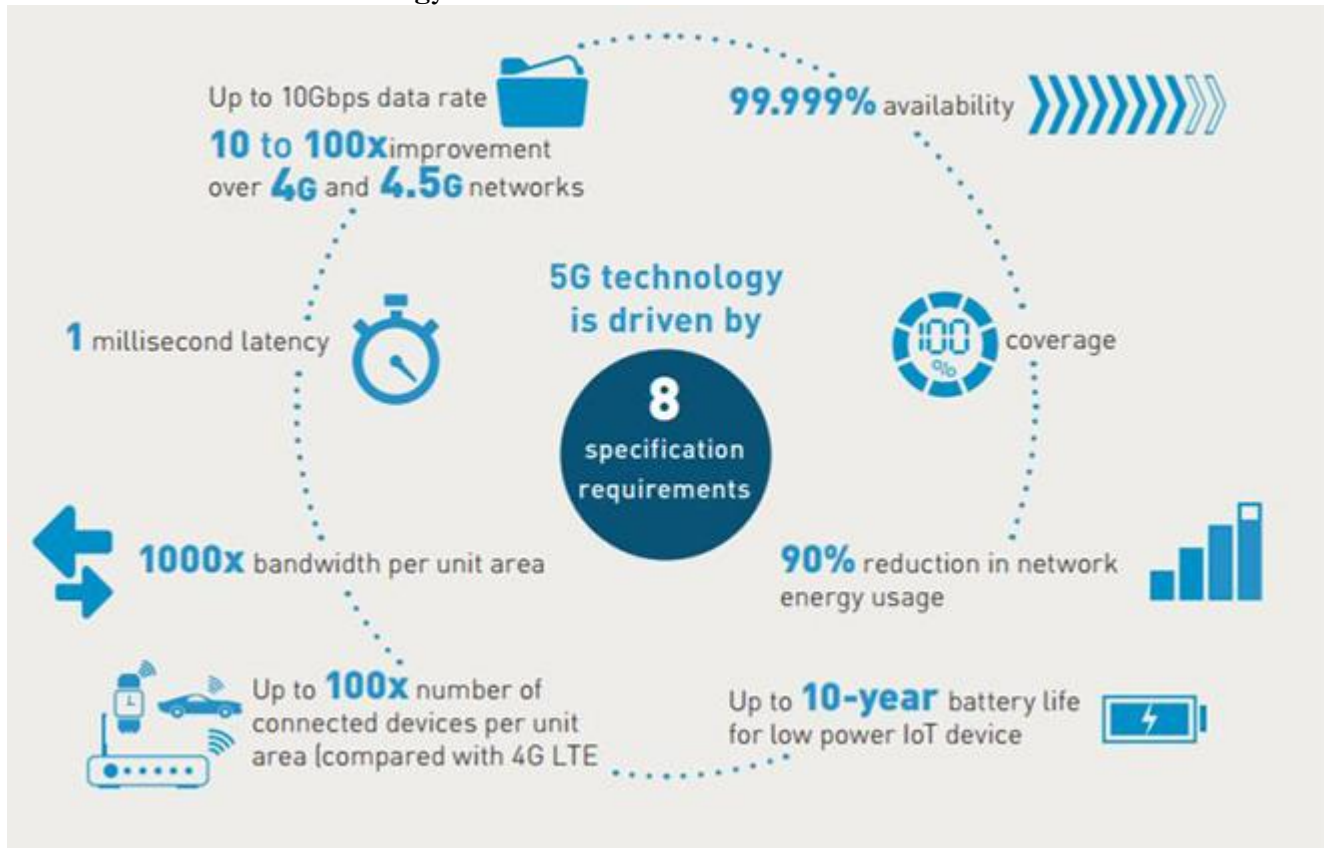 Up to 10Gbps data rate
10 to 100x improvement
over 4G and 4.5G networks
99.999% availability
5G technology
is driven by
8
specification
requirements
1 millisecond latency
100
%
coverage
1000x bandwidth per unit area
90% reduction in network
energy usage
Up to 100x number of
connected devices per unit
area (compared with 4G LTE
Up to 10-year battery life
for low power IoT device